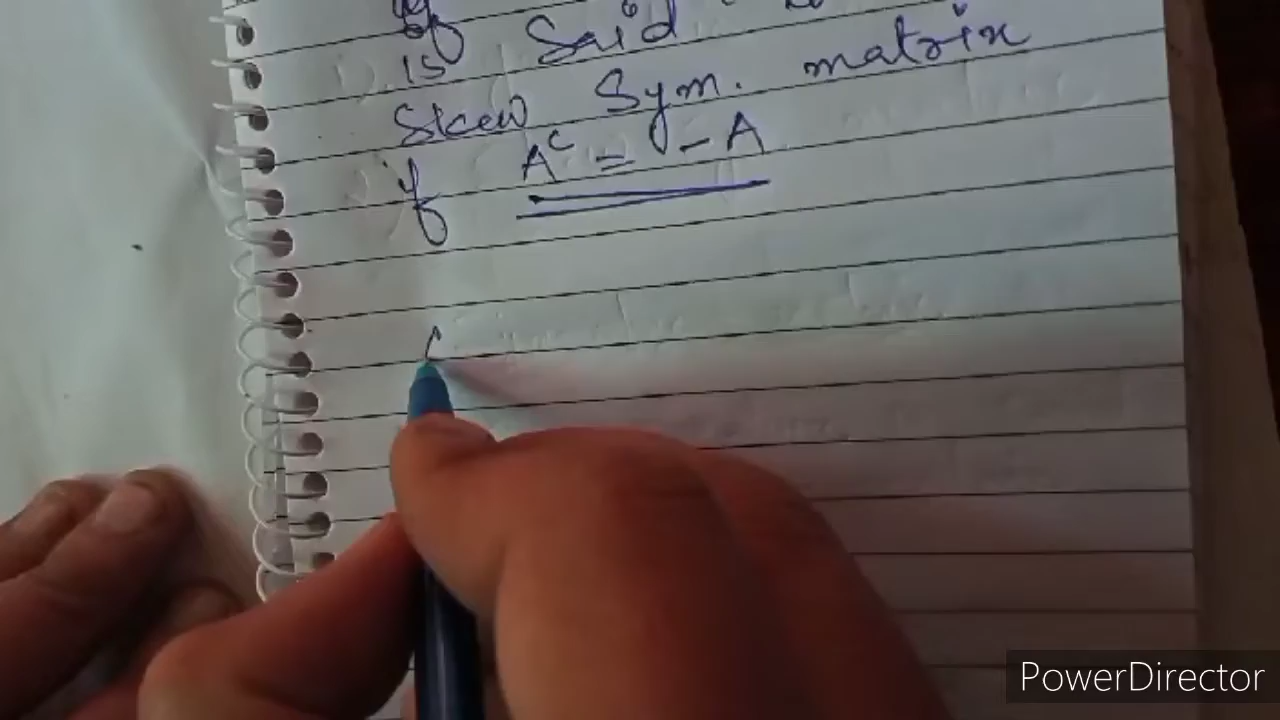 is Said
Skew Sym. matrix
if A^c = - A
PowerDirector